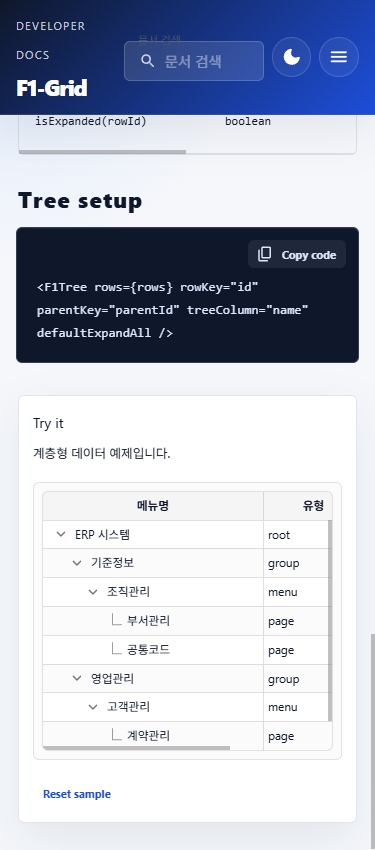 DEVELOPER
DOCS
F1-Grid
문서 검색
문서 검색
isExpanded(rowId) boolean
Tree setup
Copy code
<F1Tree rows={rows} rowKey="id"
parentKey="parentId" treeColumn="name"
defaultExpandAll />
Try it
계층형 데이터 예제입니다.
메뉴명 유형
ERP 시스템 root
기준정보 group
조직관리 menu
부서관리 page
공통코드 page
영업관리 group
고객관리 menu
계약관리 page
Reset sample